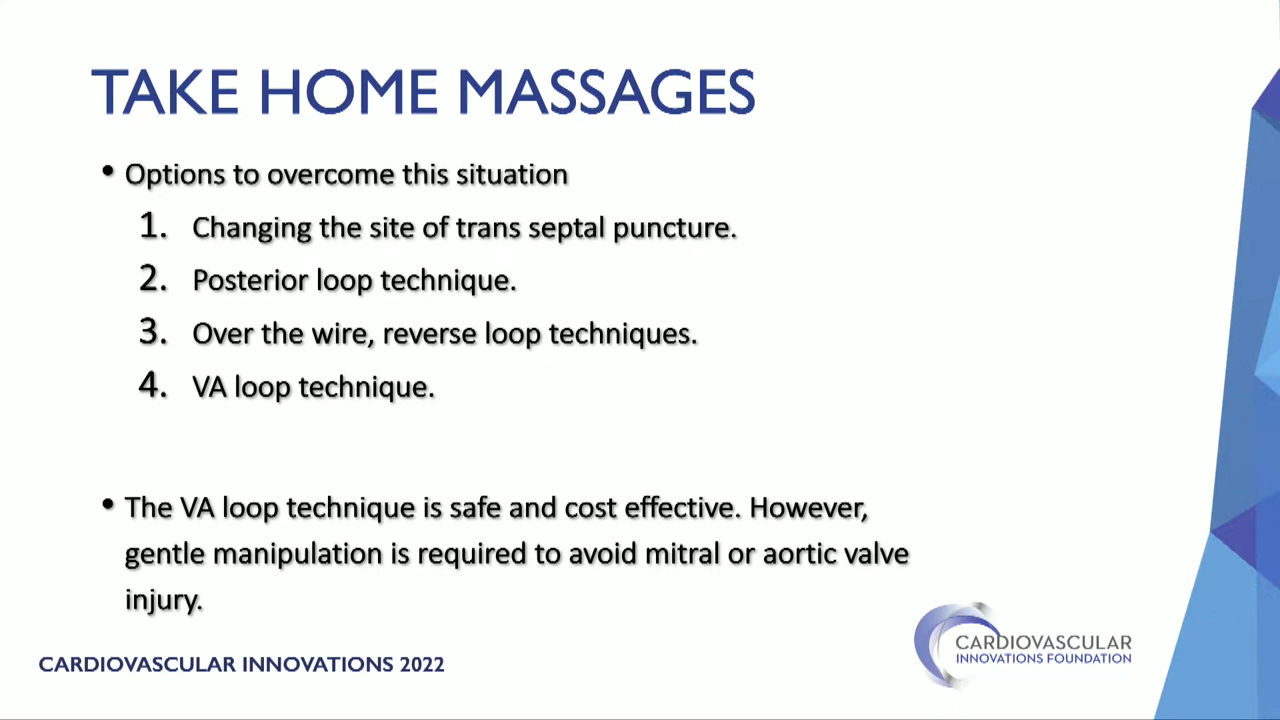 TAKE HOME MASSAGES
• Options to overcome this situation
1. Changing the site of trans septal puncture.
2. Posterior loop technique.
3. Over the wire, reverse loop techniques.
4. VA loop technique.
• The VA loop technique is safe and cost effective. However,
gentle manipulation is required to avoid mitral or aortic valve
injury.
CARDIOVASCULAR
INNOVATIONS FOUNDATION
CARDIOVASCULAR INNOVATIONS 2022